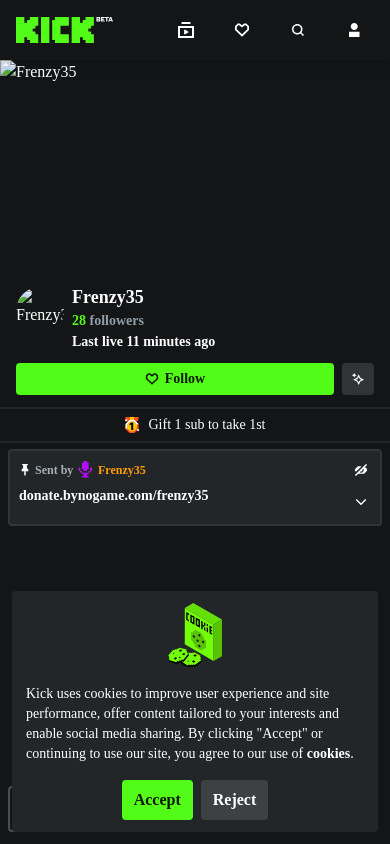 KICK BETA
Frenzy35
Frenzy35
Frenzy35
28 followers
Last live 11 minutes ago
Follow
1 Gift 1 sub to take 1st
Sent by Frenzy35
donate.bynogame.com/frenzy35
COOKIE
Kick uses cookies to improve user experience and site
performance, offer content tailored to your interests and
enable social media sharing. By clicking "Accept" or
continuing to use our site, you agree to our use of cookies.
Accept Reject